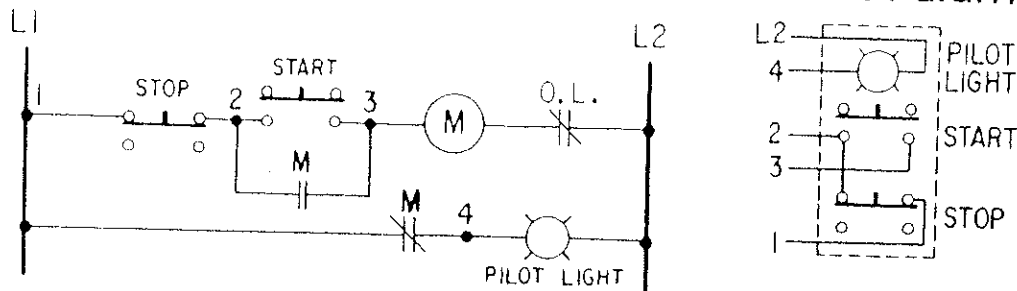 L1
L2
1
STOP
2
START
3
M
O.L.
M
M
4
PILOT LIGHT
L2
4
PILOT
LIGHT
2
START
3
STOP
1